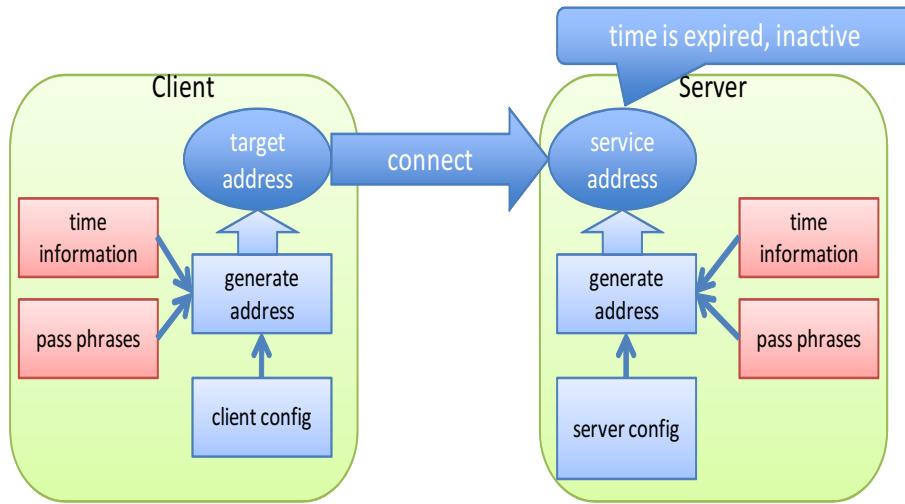 time is expired, inactive
Client
Server
target
address
connect
service
address
time
information
generate
address
pass phrases
client config
generate
address
time
information
pass phrases
server config